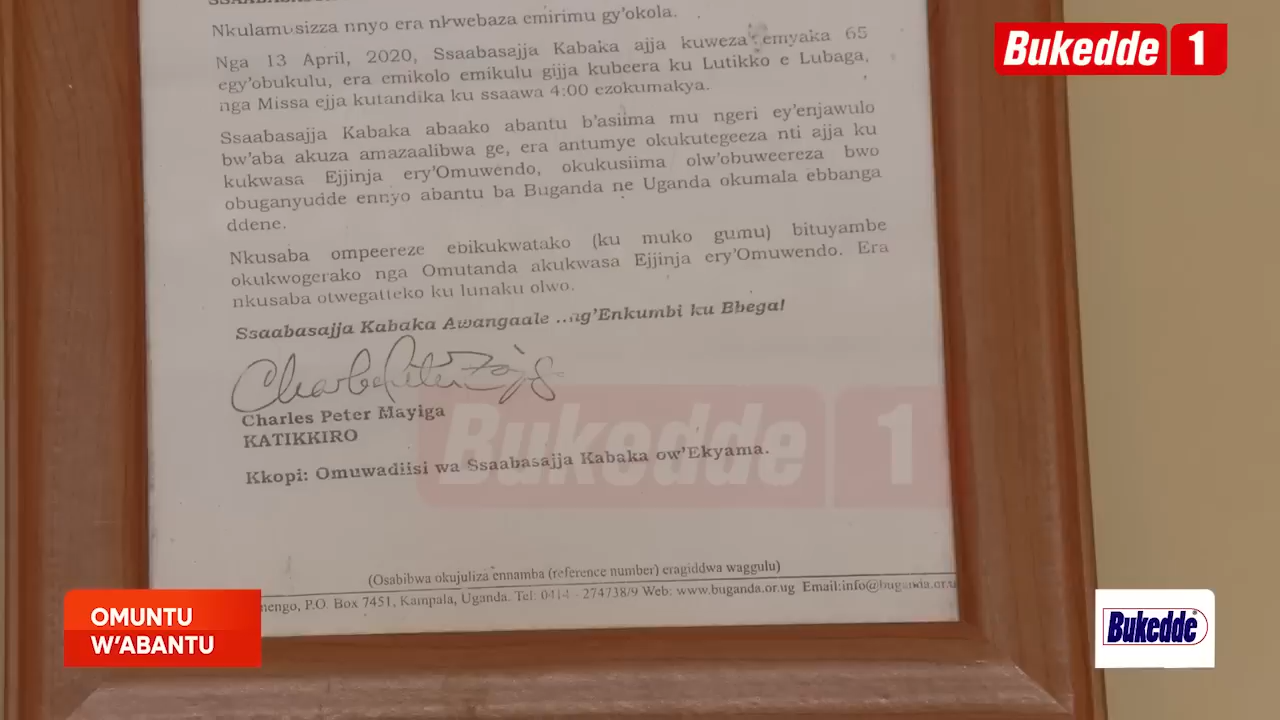 Nkulamusizza nnyo era nkwebaza emirimu gy'okola.
Nga 13 April, 2020, Ssaabasajja Kabaka ajja kuweza emyaka 65
egy'obukulu, era emikolo emikulu gijja kubeera ku Lutikko e Lubaga,
nga Missa ejja kutandika ku ssaawa 4:00 ezokumakya.
Ssaabasajja Kabaka abaako abantu b'asiima mu ngeri ey'enjawulo
bw'aba akuza amazaalibwa ge, era antumye okukutegeeza nti ajja ku
kukwasa Ejjinja ery'Omuwendo, okukusiima olw'obuweereza bwo
obuganyudde ennyo abantu ba Buganda ne Uganda okumala ebbanga
ddene.
Nkusaba ompeereze ebikukwatako (ku muko gumu) bituyambe
okukwogerako nga Omutanda akukwasa Ejjinja ery'Omuwendo. Era
nkusaba otwegatteko ku lunaku olwo.
Ssaabasajja Kabaka Awangaale ...ng'Enkumbi ku Bbega!
Charles Peter Mayiga
KATIKKIRO
Kkopi: Omuwadiisi wa Ssaabasajja Kabaka ow'Ekyama.
(Osabibwa okujuliza ennamba (reference number) eragiddwa waggulu)
P.O. Box 7451, Kampala, Uganda. Tel: 0414 - 274738/9 Web: www.buganda.or.ug Email:info@buganda.or.u
Bukedde 1
Bukedde 1
OMUNTU
W'ABANTU
Bukedde